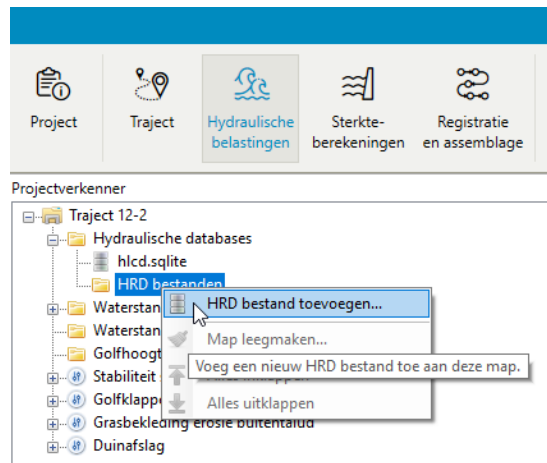 Project
Traject
Hydraulische
belastingen
Sterkte-
berekeningen
Registratie
en assemblage
Projectverkenner
Traject 12-2
Hydraulische databases
hlcd.sqlite
HRD bestanden
HRD bestand toevoegen...
Waterstan
Map leegmaken...
Waterstan
Golfhoogt
Voeg een nieuw HRD bestand toe aan deze map.
Stabiliteit
Golfklappe
Alles uitklappen
Grasbekleding erosie buitentalud
Duinafslag